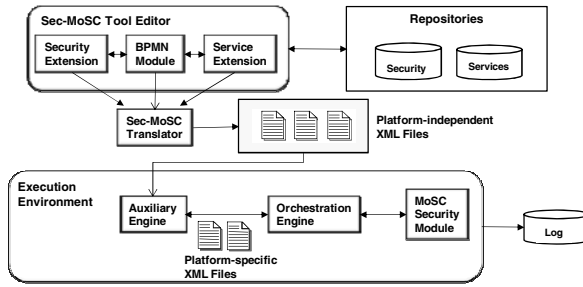 Sec-MoSC Tool Editor
Security
Extension
BPMN
Module
Service
Extension
Repositories
Security
Services
Sec-MoSC
Translator
Platform-independent
XML Files
Execution
Environment
Auxiliary
Engine
Orchestration
Engine
MoSC
Security
Module
Platform-specific
XML Files
Log